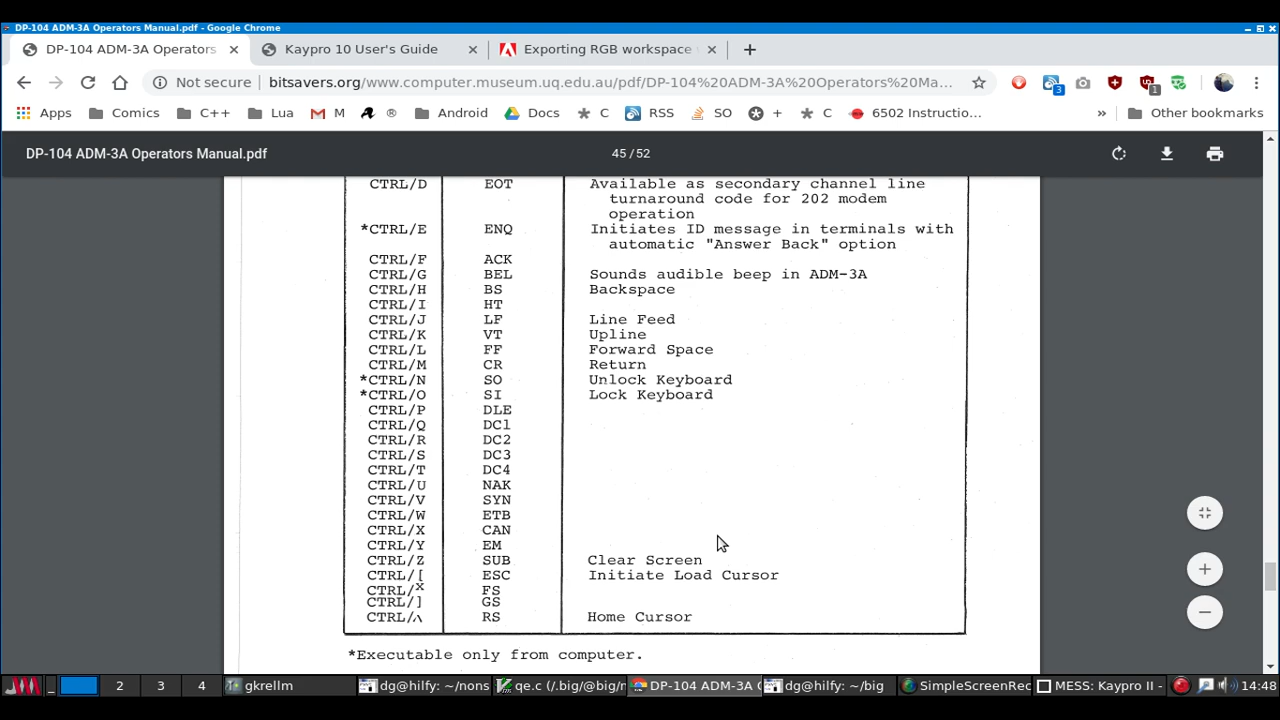 DP-104 ADM-3A Operators Manual.pdf - Google Chrome
DP-104 ADM-3A Operators
Kaypro 10 User's Guide
Exporting RGB workspace
Not secure
bitsavers.org/www.computer.museum.uq.edu.au/pdf/DP-104%20ADM-3A%20Operators%20Ma...
3
1
Apps
Comics
C++
Lua
M
®
Android
Docs
C
RSS
SO
+
C
6502 Instructio...
»
Other bookmarks
DP-104 ADM-3A Operators Manual.pdf
45 / 52
CTRL/D EOT Available as secondary channel line
turnaround code for 202 modem
operation
*CTRL/E ENQ Initiates ID message in terminals with
automatic "Answer Back" option
CTRL/F ACK
CTRL/G BEL Sounds audible beep in ADM-3A
CTRL/H BS Backspace
CTRL/I HT
CTRL/J LF Line Feed
CTRL/K VT Upline
CTRL/L FF Forward Space
CTRL/M CR Return
*CTRL/N SO Unlock Keyboard
*CTRL/O SI Lock Keyboard
CTRL/P DLE
CTRL/Q DC1
CTRL/R DC2
CTRL/S DC3
CTRL/T DC4
CTRL/U NAK
CTRL/V SYN
CTRL/W ETB
CTRL/X CAN
CTRL/Y EM
CTRL/Z SUB Clear Screen
CTRL/[ ESC Initiate Load Cursor
CTRL/X FS
CTRL/] GS
CTRL/Λ RS Home Cursor
*Executable only from computer.
2
3
4
gkrellm
dg@hilfy: ~/nons
qe.c (/.big/@big/n
DP-104 ADM-3A O
dg@hilfy: ~/big
SimpleScreenRec
MESS: Kaypro II -
14:48